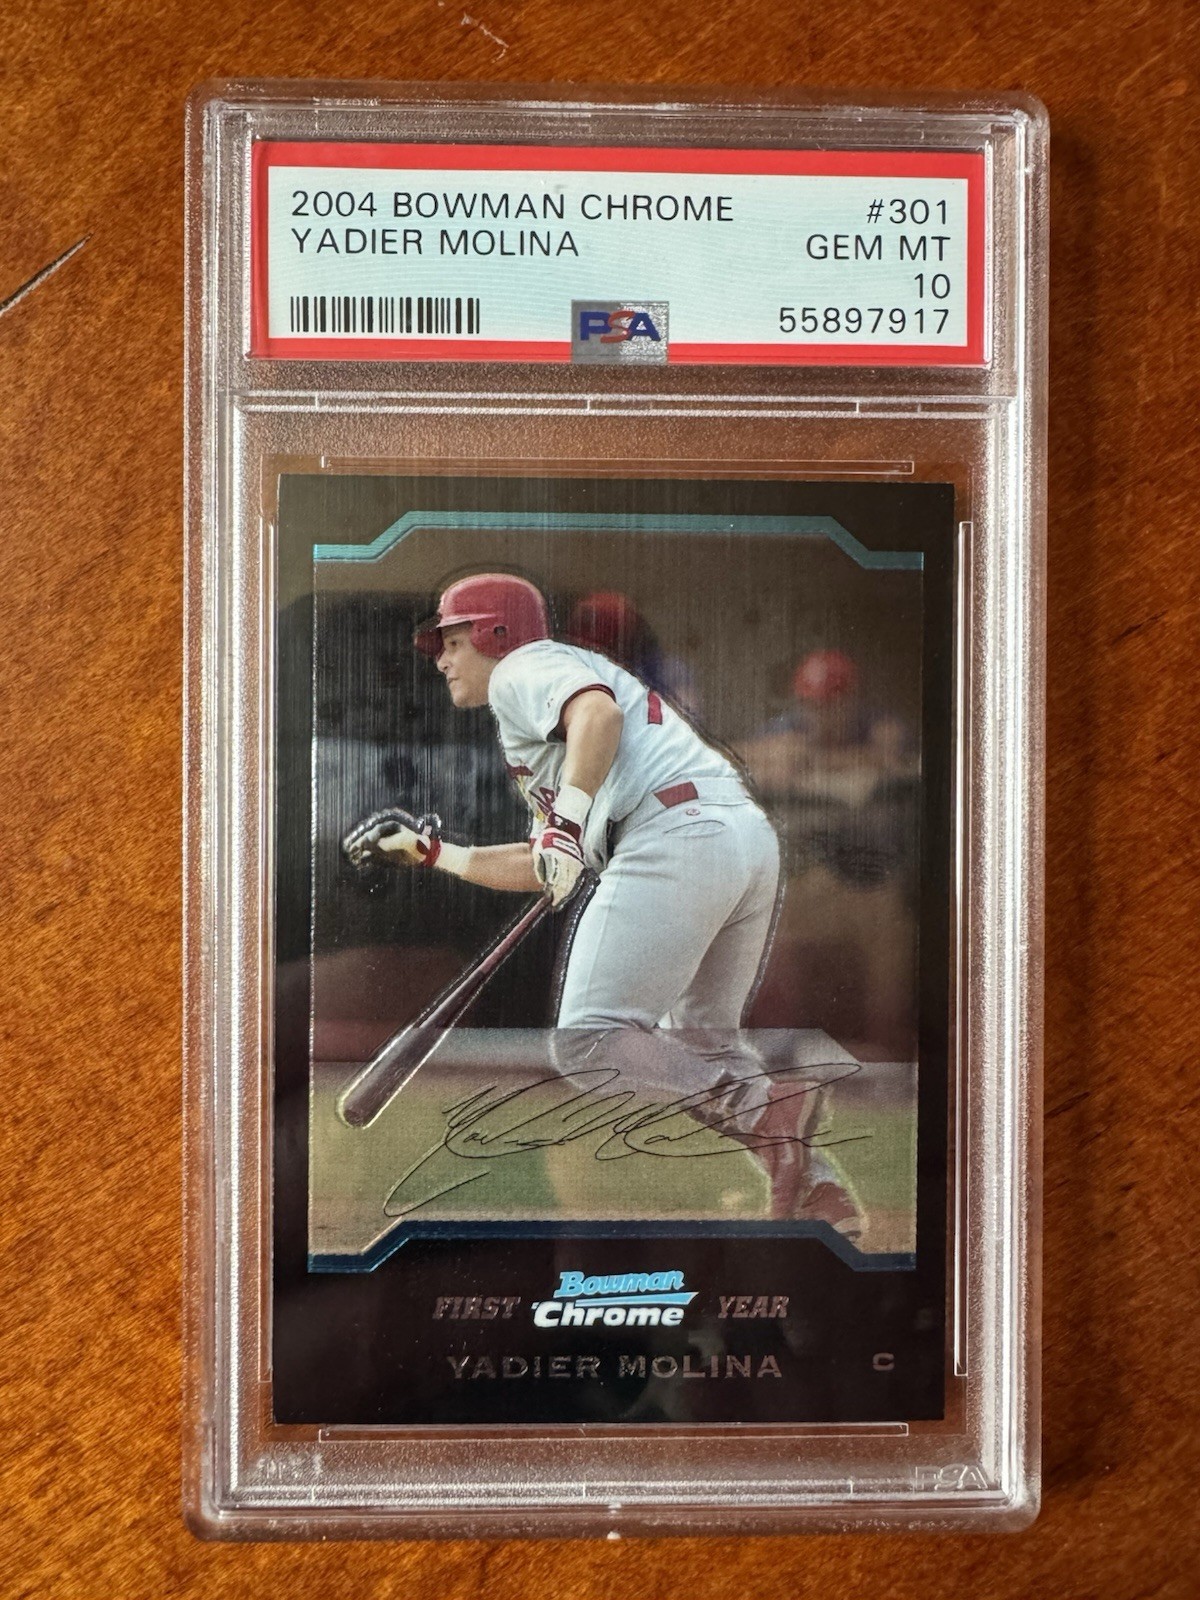 2004 BOWMAN CHROME #301
YADIER MOLINA GEM MT
10
PSA 55897917
Bowman
FIRST Chrome YEAR
YADIER MOLINA C
PSA